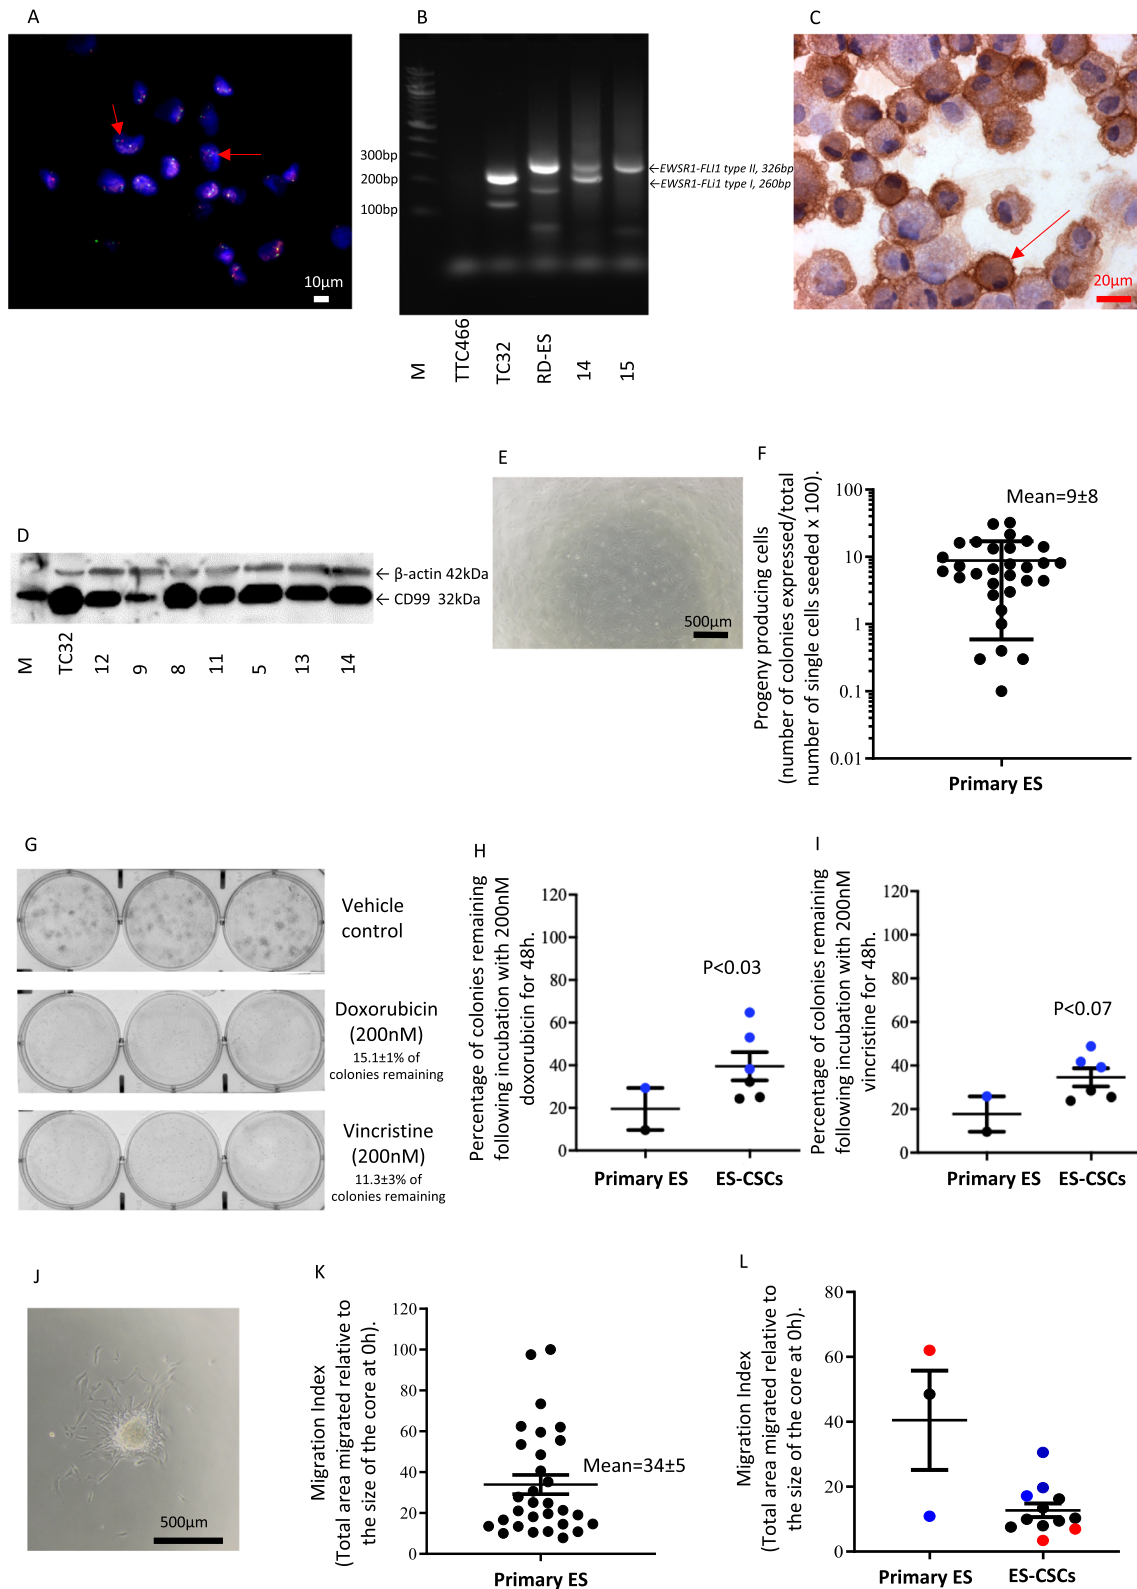 A
10µm
B
300bp
200bp
100bp
←EWSR1-FLI1 type II, 326bp
←EWSR1-FLi1 type I, 260bp
M
TTC466
TC32
RD-ES
14
15
C
20µm
D
← β-actin 42kDa
← CD99 32kDa
M
TC32
12
9
8
11
5
13
14
E
500µm
F
Progeny producing cells
(number of colonies expressed/total
number of single cells seeded x 100).
100
10
1
0.1
0.01
Mean=9±8
Primary ES
G
Vehicle
control
Doxorubicin
(200nM)
15.1±1% of
colonies remaining
Vincristine
(200nM)
11.3±3% of
colonies remaining
H
Percentage of colonies remaining
following incubation with 200nM
doxorubicin for 48h.
120
100
80
60
40
20
0
P<0.03
Primary ES
ES-CSCs
I
Percentage of colonies remaining
following incubation with 200nM
vincristine for 48h.
120
100
80
60
40
20
0
P<0.07
Primary ES
ES-CSCs
J
500µm
K
Migration Index
(Total area migrated relative to
the size of the core at 0h).
120
100
80
60
40
20
0
Mean=34±5
Primary ES
L
Migration Index
(Total area migrated relative to
the size of the core at 0h).
80
60
40
20
0
Primary ES
ES-CSCs